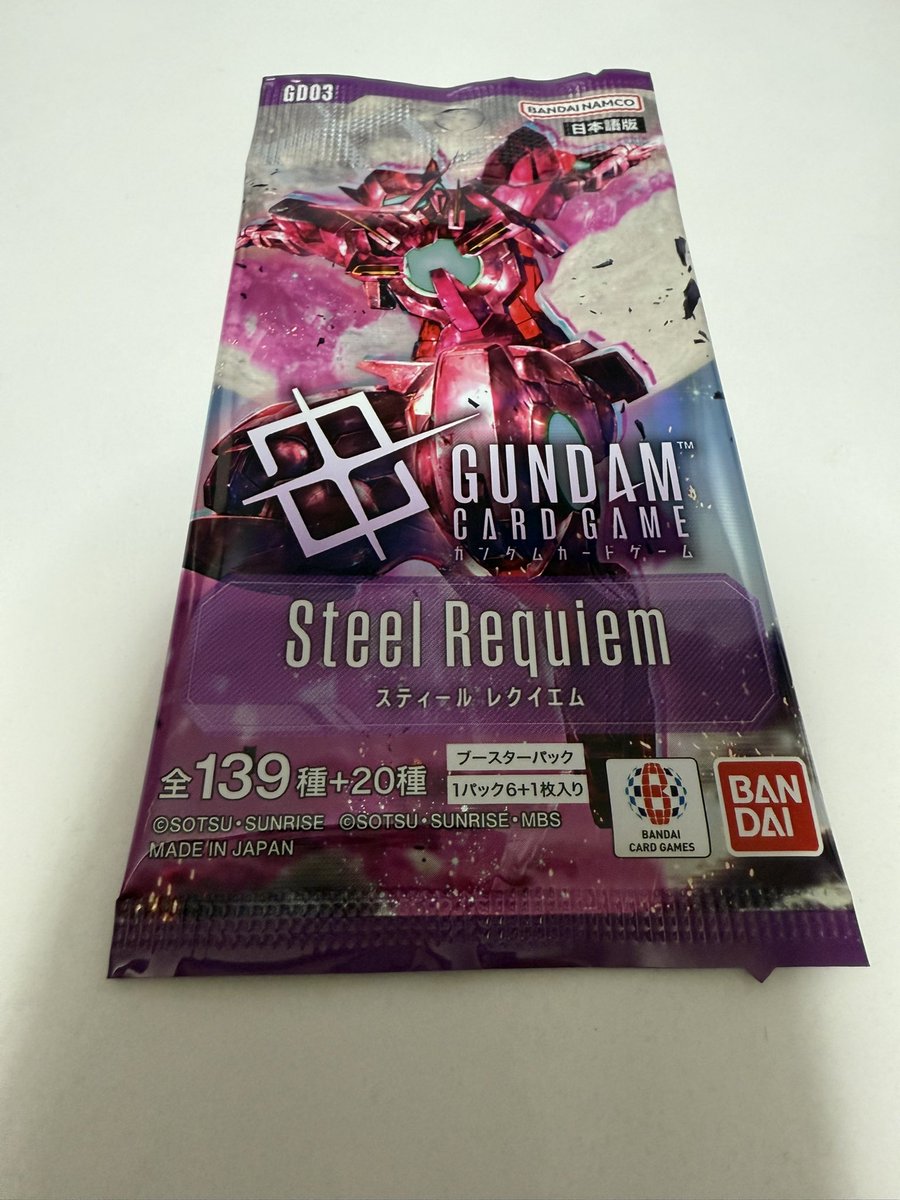 GD03
BANDAI NAMCO
日本語版
GUNDAM™
CARD GAME
ガンダムカードゲーム
Steel Requiem
スティール レクイエム
全139種+20種
ブースターパック
1パック6+1枚入り
©SOTSU・SUNRISE ©SOTSU・SUNRISE・MBS
MADE IN JAPAN
BANDAI
CARD GAMES
BAN
DAI